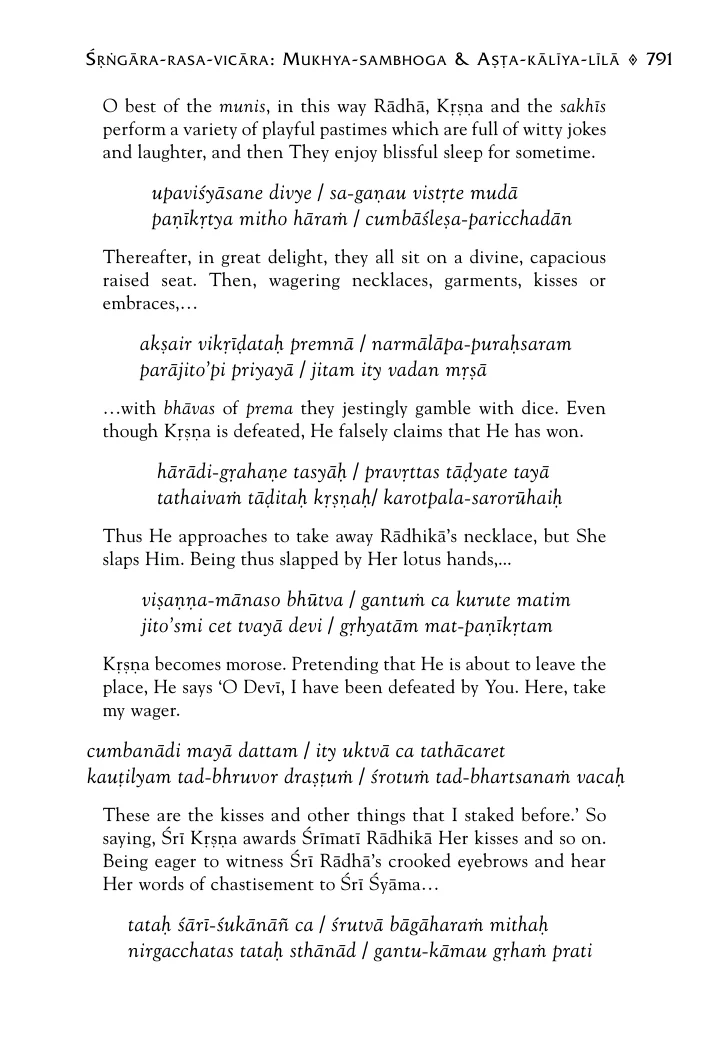 Śṛṅgāra-rasa-vicāra: Mukhya-sambhoga & Aṣṭa-kālīya-līlā ◈ 791
O best of the munis, in this way Rādhā, Kṛṣṇa and the sakhīs
perform a variety of playful pastimes which are full of witty jokes
and laughter, and then They enjoy blissful sleep for sometime.
upaviśyāsane divye / sa-gaṇau vistṛte mudā
paṇīkṛtya mitho hāraṁ / cumbāśleṣa-paricchadān
Thereafter, in great delight, they all sit on a divine, capacious
raised seat. Then, wagering necklaces, garments, kisses or
embraces,…
akṣair vikṛīḍataḥ premnā / narmālāpa-puraḥsaram
parājito’pi priyayā / jitam ity vadan mṛṣā
…with bhāvas of prema they jestingly gamble with dice. Even
though Kṛṣṇa is defeated, He falsely claims that He has won.
hārādi-gṛahaṇe tasyāḥ / pravṛttas tāḍyate tayā
tathaivaṁ tāḍitaḥ kṛṣṇaḥ/ karotpala-sarorūhaiḥ
Thus He approaches to take away Rādhikā’s necklace, but She
slaps Him. Being thus slapped by Her lotus hands,...
viṣaṇṇa-mānaso bhūtva / gantuṁ ca kurute matim
jito’smi cet tvayā devi / gṛhyatām mat-paṇīkṛtam
Kṛṣṇa becomes morose. Pretending that He is about to leave the
place, He says ‘O Devī, I have been defeated by You. Here, take
my wager.
cumbanādi mayā dattam / ity uktvā ca tathācaret
kauṭilyam tad-bhruvor draṣṭuṁ / śrotuṁ tad-bhartsanaṁ vacaḥ
These are the kisses and other things that I staked before.’ So
saying, Śrī Kṛṣṇa awards Śrīmatī Rādhikā Her kisses and so on.
Being eager to witness Śrī Rādhā’s crooked eyebrows and hear
Her words of chastisement to Śrī Śyāma…
tataḥ śārī-śukānāñ ca / śrutvā bāgāharaṁ mithaḥ
nirgacchatas tataḥ sthānād / gantu-kāmau gṛhaṁ prati